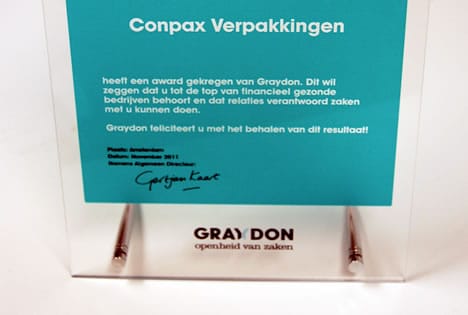 Conpax Verpakkingen
heeft een award gekregen van Graydon. Dit wil
zeggen dat u tot de top van financieel gezonde
bedrijven behoort en dat relaties verantwoord zaken
met u kunnen doen.
Graydon feliciteert u met het behalen van dit resultaat!
Plaats: Amsterdam
Datum: November 2011
Namens Algemeen Directeur:
Gertjan Kaart
GRAYDON
openheid van zaken